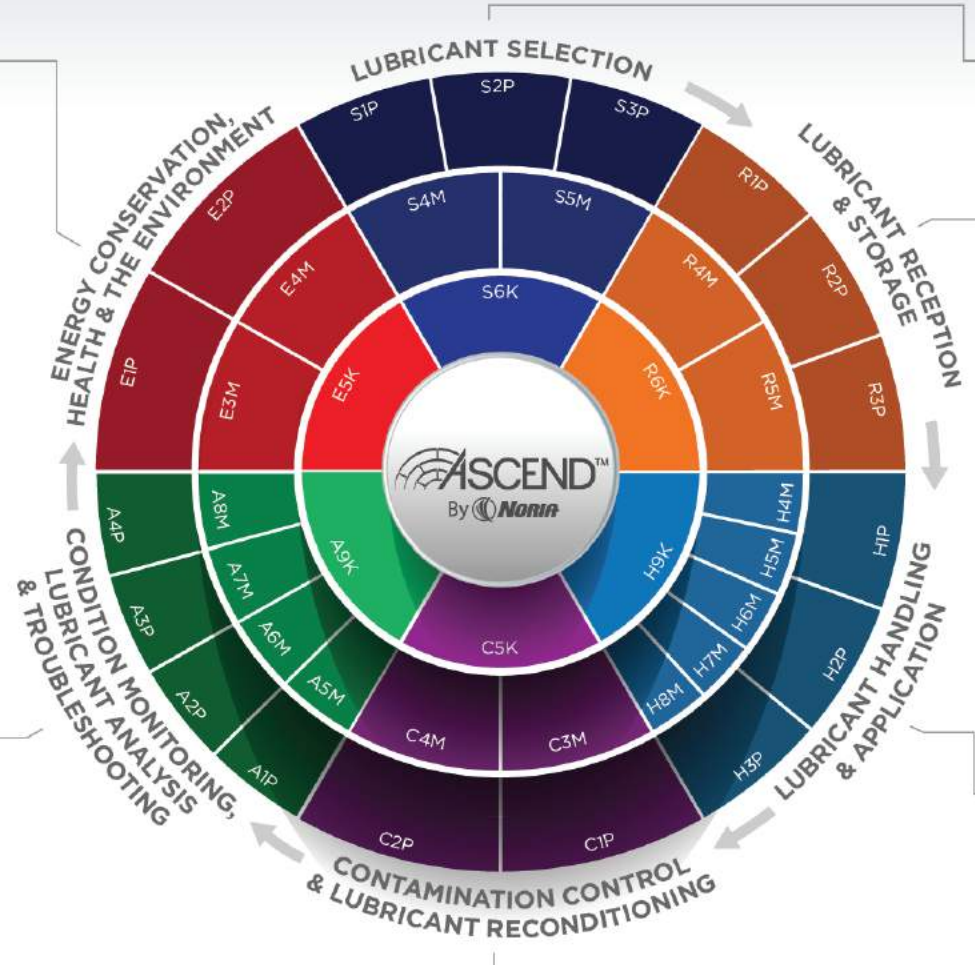 LUBRICANT SELECTION
S1P
S2P
S3P
S4M
S5M
S6K
LUBRICANT RECEPTION
& STORAGE
R1P
R2P
R3P
R4M
R5M
R6K
LUBRICANT HANDLING
& APPLICATION
H1P
H2P
H3P
H4M
H5M
H6M
H7M
H8M
H9K
CONTAMINATION CONTROL
& LUBRICANT RECONDITIONING
C1P
C2P
C3M
C4M
C5K
CONDITION MONITORING,
LUBRICANT ANALYSIS
& TROUBLESHOOTING
A1P
A2P
A3P
A4P
A5M
A6M
A7M
A8M
A9K
ENERGY CONSERVATION,
HEALTH & THE ENVIRONMENT
E1P
E2P
E3M
E4M
E5K
ASCEND™
By NORIA